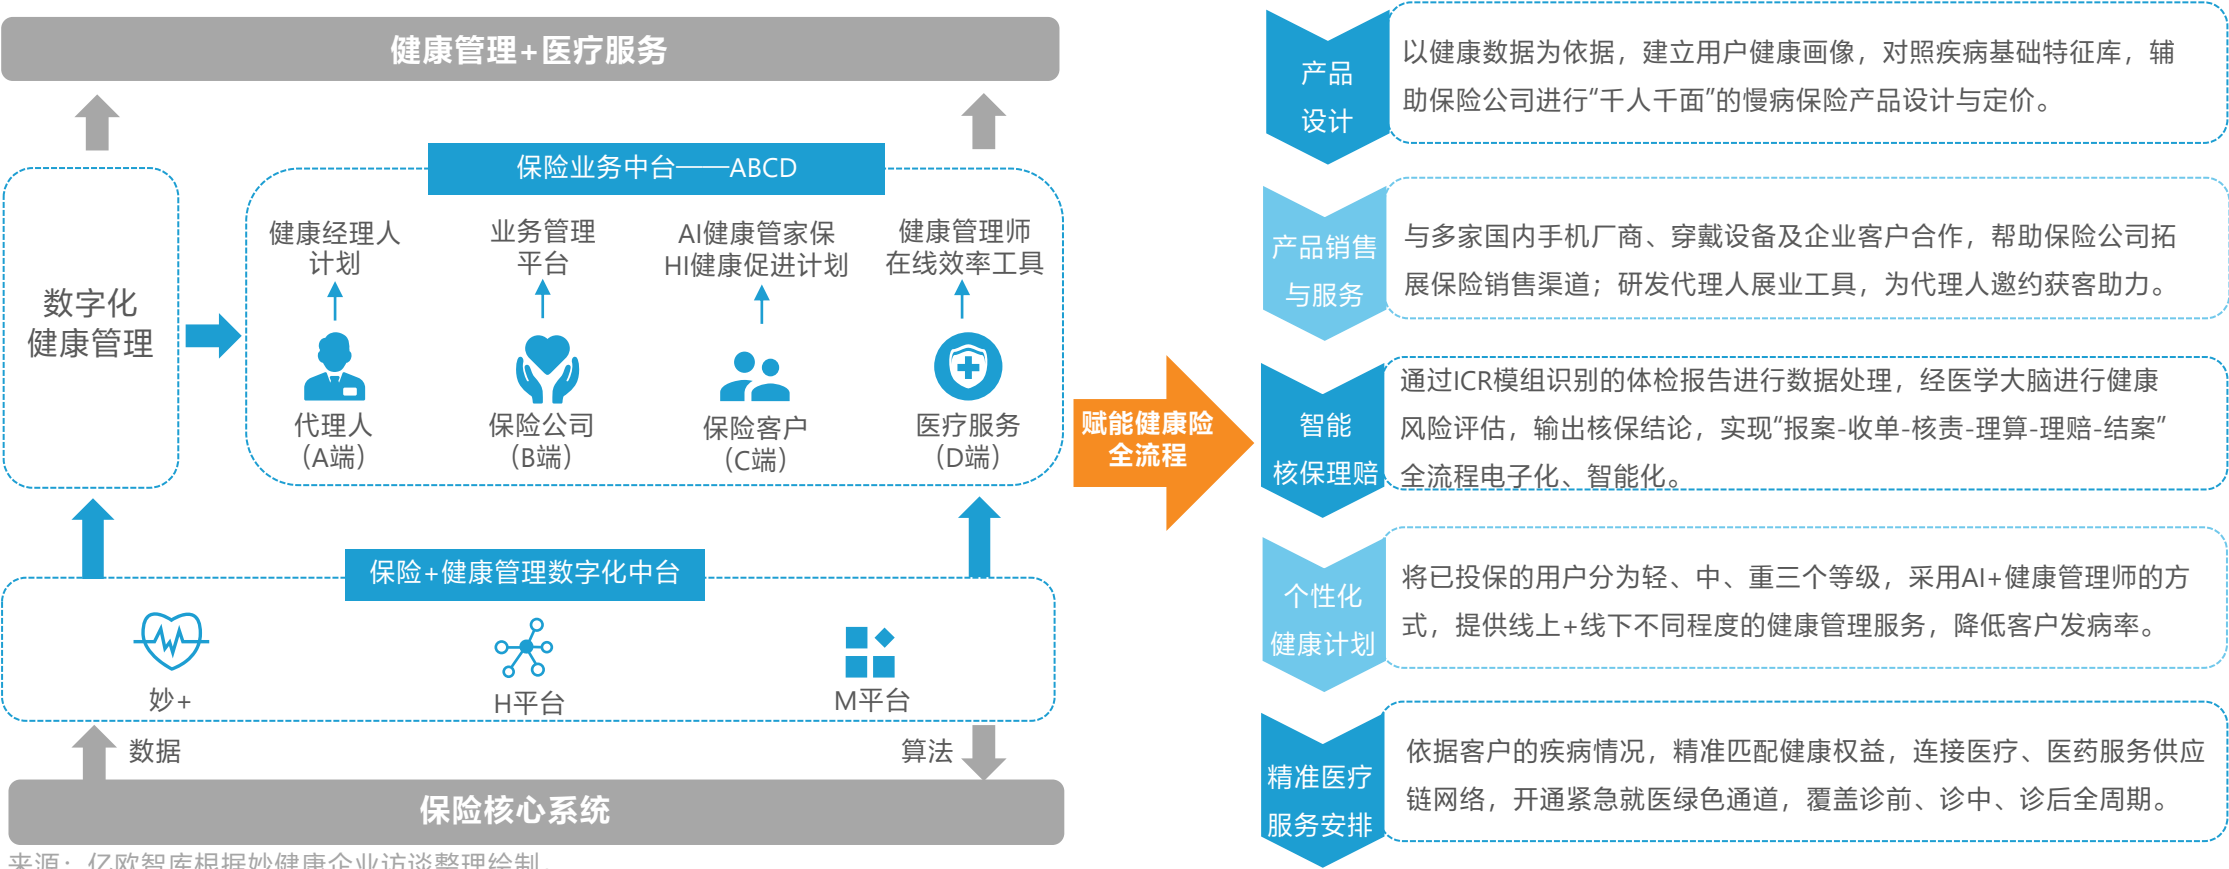 健康管理+医疗服务
保险业务中台——ABCD
数字化
健康管理
健康经理人
计划
业务管理
平台
AI健康管家保
HI健康促进计划
健康管理师
在线效率工具
代理人
（A端）
保险公司
（B端）
保险客户
（C端）
医疗服务
（D端）
保险+健康管理数字化中台
妙+
H平台
M平台
数据
算法
保险核心系统
来源：亿欧智库根据妙健康企业访谈整理绘制
赋能健康险
全流程
产品
设计
以健康数据为依据，建立用户健康画像，对照疾病基础特征库，辅
助保险公司进行“千人千面”的慢病保险产品设计与定价。
产品销售
与服务
与多家国内手机厂商、穿戴设备及企业客户合作，帮助保险公司拓
展保险销售渠道；研发代理人展业工具，为代理人邀约获客助力。
智能
核保理赔
通过ICR模组识别的体检报告进行数据处理，经医学大脑进行健康
风险评估，输出核保结论，实现“报案-收单-核责-理算-理赔-结案”
全流程电子化、智能化。
个性化
健康计划
将已投保的用户分为轻、中、重三个等级，采用AI+健康管理师的方
式，提供线上+线下不同程度的健康管理服务，降低客户发病率。
精准医疗
服务安排
依据客户的疾病情况，精准匹配健康权益，连接医疗、医药服务供应
链网络，开通紧急就医绿色通道，覆盖诊前、诊中、诊后全周期。